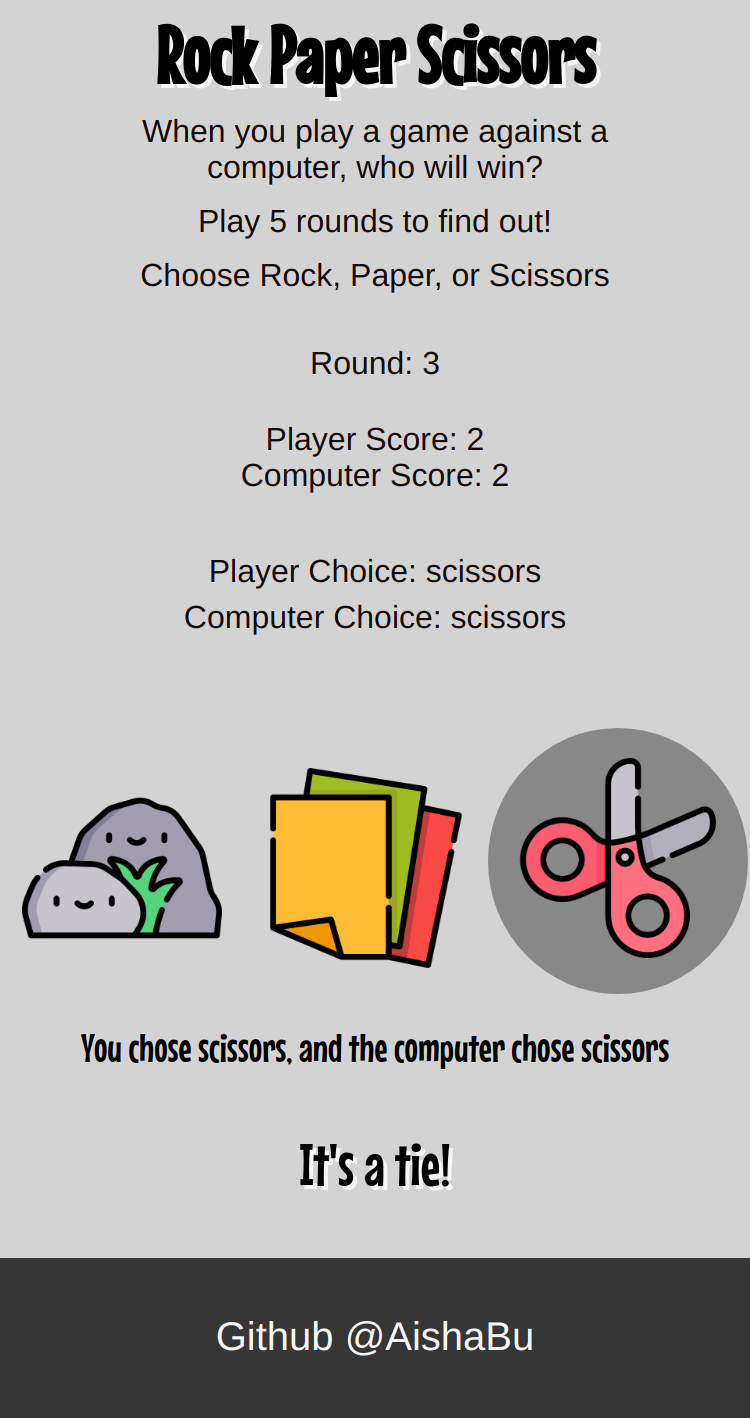 Rock Paper Scissors
When you play a game against a
computer, who will win?
Play 5 rounds to find out!
Choose Rock, Paper, or Scissors
Round: 3
Player Score: 2
Computer Score: 2
Player Choice: scissors
Computer Choice: scissors
You chose scissors, and the computer chose scissors
It's a tie!
Github @AishaBu